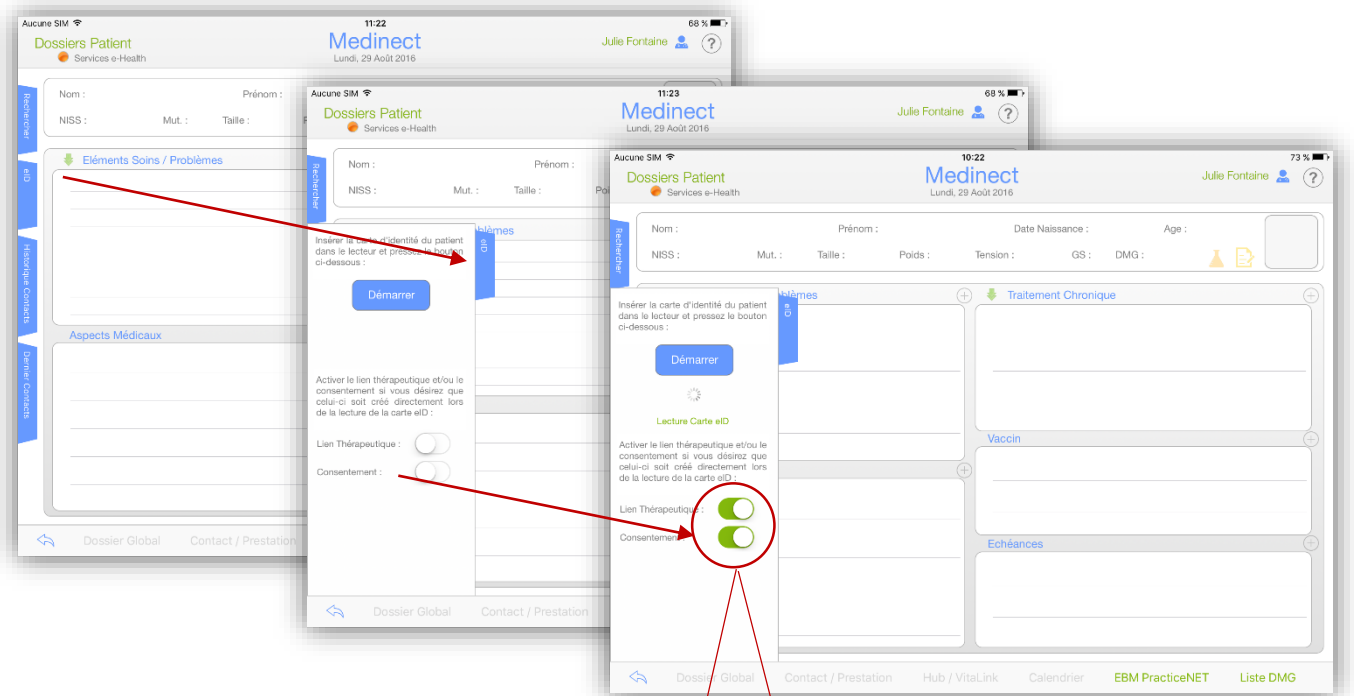 Aucune SIM 11:22 68 %
Dossiers Patient Medinect Julie Fontaine ?
Services e-Health Lundi, 29 Août 2016
Rechercher
Nom : Prénom :
NISS : Mut. : Taille :
eID
Eléments Soins / Problèmes
Historique Contacts
Aspects Médicaux
Dernier Contacts
Dossier Global Contact / Prestation
Aucune SIM 11:23 68 %
Dossiers Patient Medinect Julie Fontaine ?
Services e-Health Lundi, 29 Août 2016
Rechercher
Nom : Prénom :
NISS : Mut. : Taille : Poi
blèmes
eID
Insérer la carte d'identité du patient
dans le lecteur et pressez le bouton
ci-dessous :
Démarrer
Activer le lien thérapeutique et/ou le
consentement si vous désirez que
celui-ci soit créé directement lors
de la lecture de la carte eID :
Lien Thérapeutique :
Consentement :
Dossier Global Contact / Prestation
Aucune SIM 10:22 73 %
Dossiers Patient Medinect Julie Fontaine ?
Services e-Health Lundi, 29 Août 2016
Rechercher
Nom : Prénom : Date Naissance : Age :
NISS : Mut. : Taille : Poids : Tension : GS : DMG :
blèmes Traitement Chronique
eID
Insérer la carte d'identité du patient
dans le lecteur et pressez le bouton
ci-dessous :
Démarrer
Lecture Carte eID
Activer le lien thérapeutique et/ou le
consentement si vous désirez que
celui-ci soit créé directement lors
de la lecture de la carte eID :
Lien Thérapeutique :
Consentement :
Vaccin
Echéances
Dossier Global Contact / Prestation Hub / VitaLink Calendrier EBM PracticeNET Liste DMG